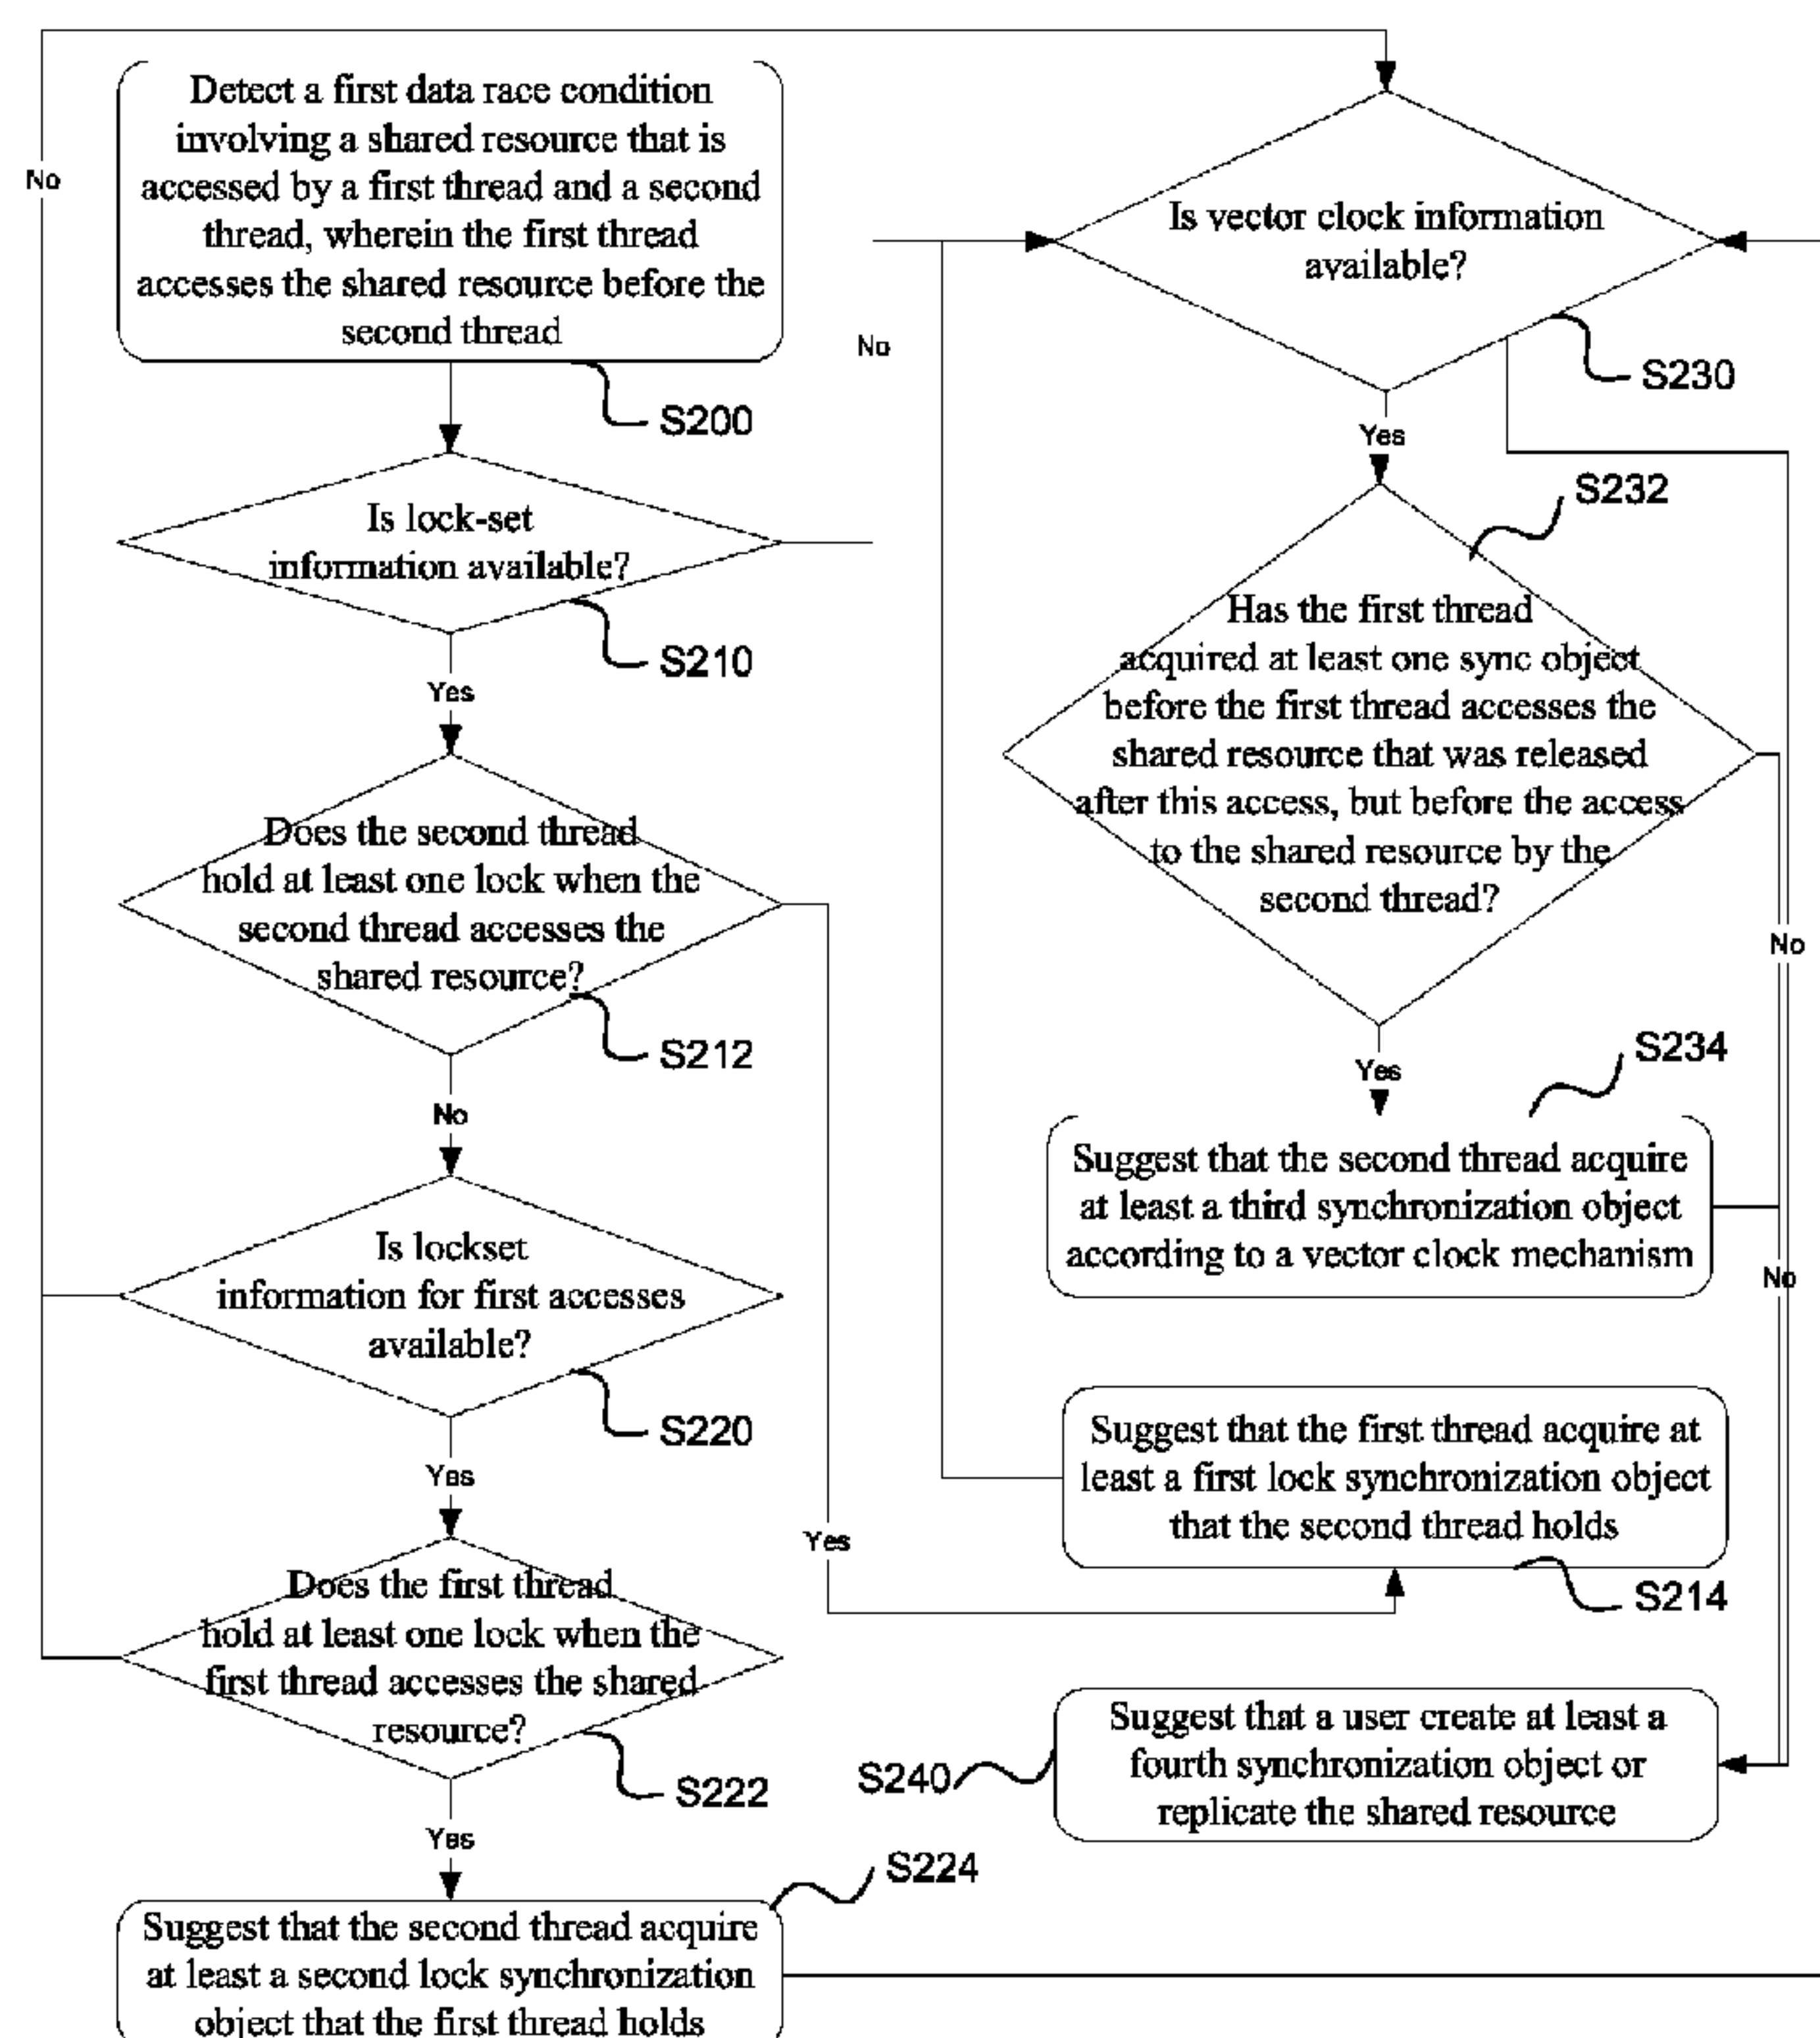 No
Detect a first data race condition
involving a shared resource that is
accessed by a first thread and a second
thread, wherein the first thread
accesses the shared resource before the
second thread
S200
Is lock-set
information available?
S210
No
Yes
Does the second thread
hold at least one lock when the
second thread accesses the
shared resource?
S212
No
Is lockset
information for first accesses
available?
S220
Yes
Does the first thread
hold at least one lock when the
first thread accesses the shared
resource?
S222
Yes
S224
Suggest that the second thread acquire
at least a second lock synchronization
object that the first thread holds
Is vector clock information
available?
S230
Yes
S232
Has the first thread
acquired at least one sync object
before the first thread accesses the
shared resource that was released
after this access, but before the access
to the shared resource by the
second thread?
No
Yes
S234
Suggest that the second thread acquire
at least a third synchronization object
according to a vector clock mechanism
No
Suggest that the first thread acquire at
least a first lock synchronization object
that the second thread holds
Yes
S214
S240
Suggest that a user create at least a
fourth synchronization object or
replicate the shared resource